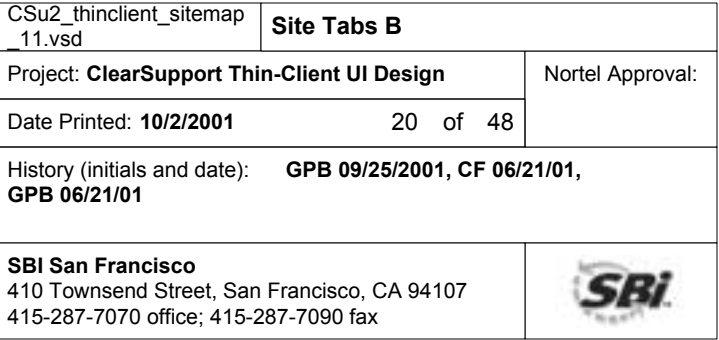 CSu2_thinclient_sitemap
_11.vsd
Site Tabs B
Project: ClearSupport Thin-Client UI Design
Nortel Approval:
Date Printed: 10/2/2001 20 of 48
History (initials and date): GPB 09/25/2001, CF 06/21/01,
GPB 06/21/01
SBI San Francisco
410 Townsend Street, San Francisco, CA 94107
415-287-7070 office; 415-287-7090 fax
SBi